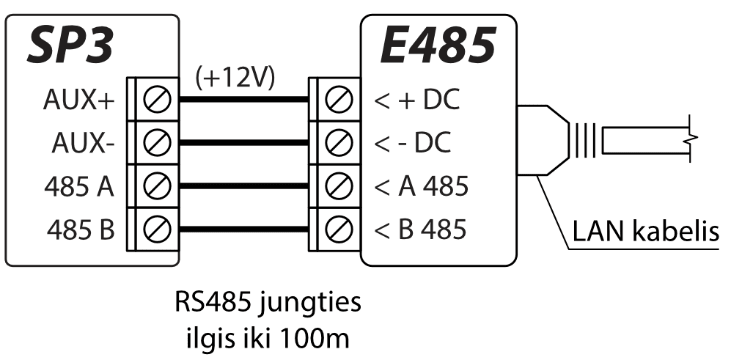 SP3
E485
(+12V)
AUX+
< + DC
AUX-
< - DC
485 A
< A 485
485 B
< B 485
LAN kabelis
RS485 jungties
ilgis iki 100m